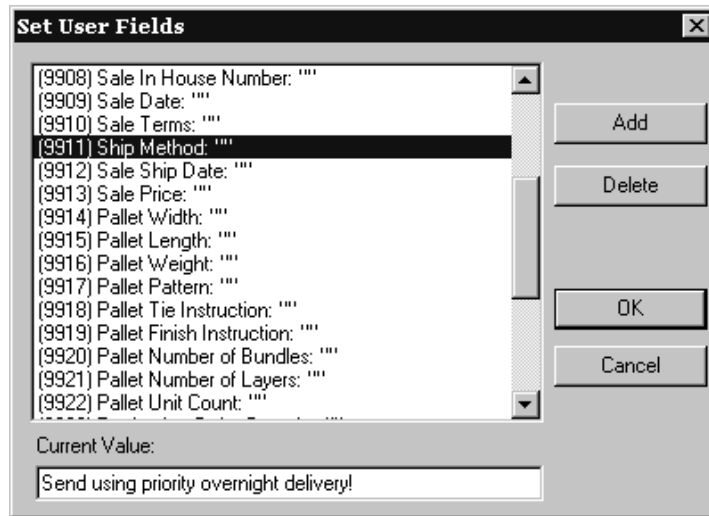 Set User Fields
(9908) Sale In House Number: ""
(9909) Sale Date: ""
(9910) Sale Terms: ""
(9911) Ship Method: ""
(9912) Sale Ship Date: ""
(9913) Sale Price: ""
(9914) Pallet Width: ""
(9915) Pallet Length: ""
(9916) Pallet Weight: ""
(9917) Pallet Pattern: ""
(9918) Pallet Tie Instruction: ""
(9919) Pallet Finish Instruction: ""
(9920) Pallet Number of Bundles: ""
(9921) Pallet Number of Layers: ""
(9922) Pallet Unit Count: ""
Add
Delete
OK
Cancel
Current Value:
Send using priority overnight delivery!